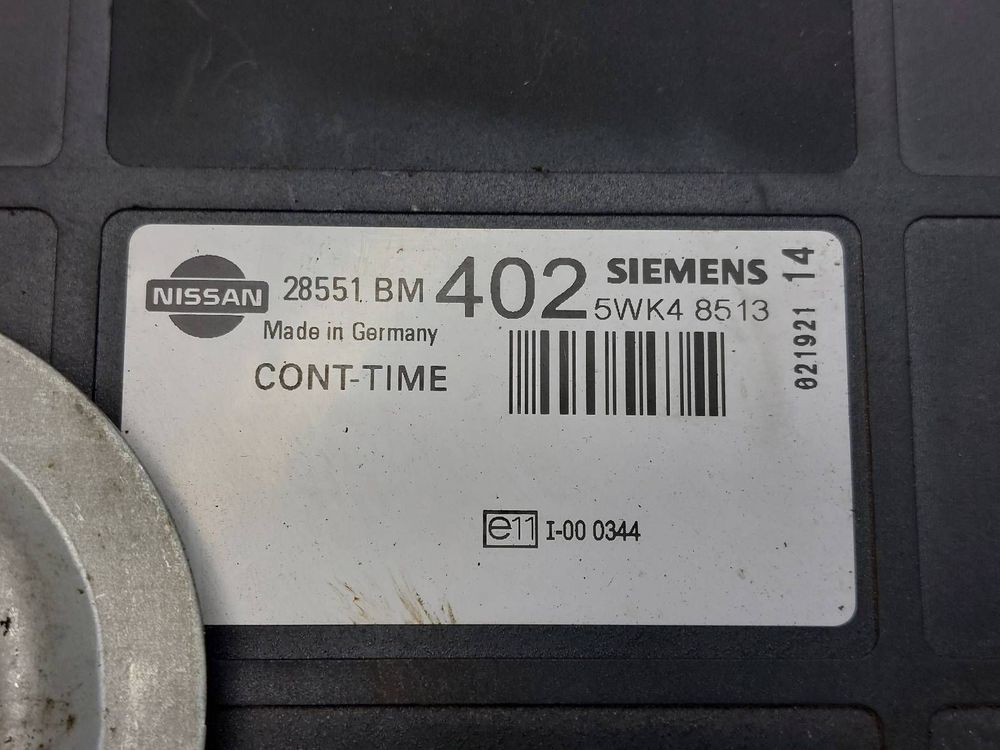 NISSAN
28551 BM 402
Made in Germany
CONT-TIME
SIEMENS
5WK4 8513
021921 14
e11 I-00 0344